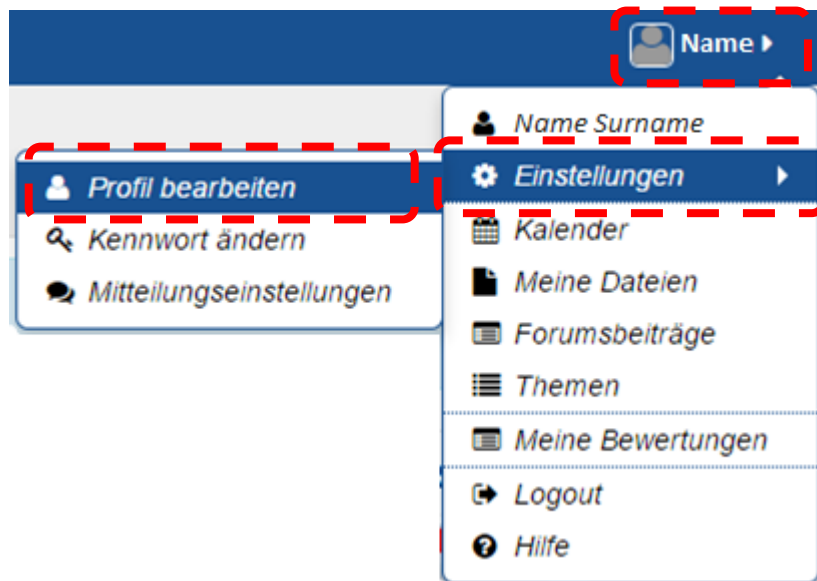 Name
Name Surname
Einstellungen
Profil bearbeiten
Kennwort ändern
Mitteilungseinstellungen
Kalender
Meine Dateien
Forumsbeiträge
Themen
Meine Bewertungen
Logout
Hilfe